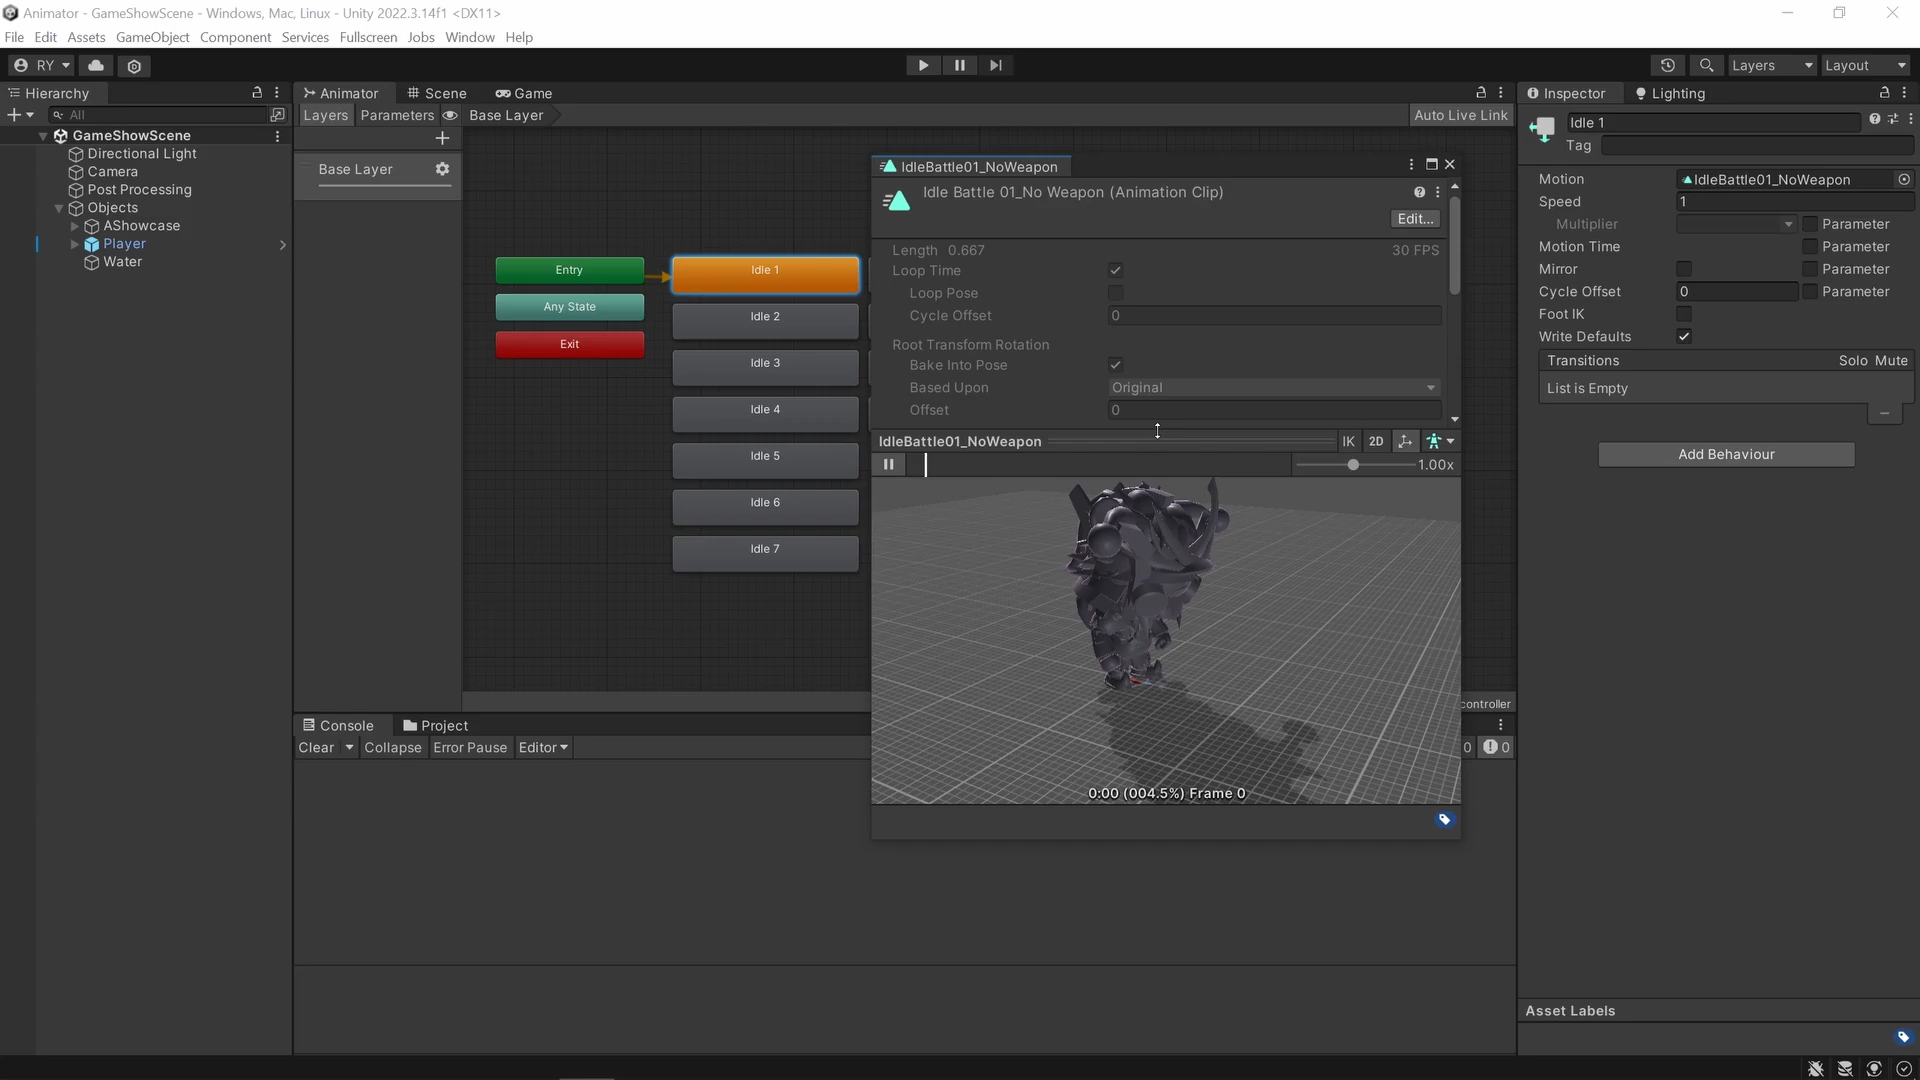 Animator - GameShowScene - Windows, Mac, Linux - Unity 2022.3.14f1 <DX11>
File Edit Assets GameObject Component Services Fullscreen Jobs Window Help
RY Layers Layout
Hierarchy
All
GameShowScene
Directional Light
Camera
Post Processing
Objects
AShowcase
Player
Water
Animator Scene Game
Layers Parameters Base Layer Auto Live Link
Base Layer
Entry
Any State
Exit
Idle 1
Idle 2
Idle 3
Idle 4
Idle 5
Idle 6
Idle 7
IdleBattle01_NoWeapon
Idle Battle 01_No Weapon (Animation Clip)
Edit...
Length 0.667 30 FPS
Loop Time
Loop Pose
Cycle Offset 0
Root Transform Rotation
Bake Into Pose
Based Upon Original
Offset 0
IdleBattle01_NoWeapon IK 2D
1.00x
0:00 (004.5%) Frame 0
controller
Console Project
Clear Collapse Error Pause Editor 0 0
Inspector Lighting
Idle 1
Tag
Motion IdleBattle01_NoWeapon
Speed 1
Multiplier Parameter
Motion Time Parameter
Mirror Parameter
Cycle Offset 0 Parameter
Foot IK
Write Defaults
Transitions Solo Mute
List is Empty
Add Behaviour
Asset Labels